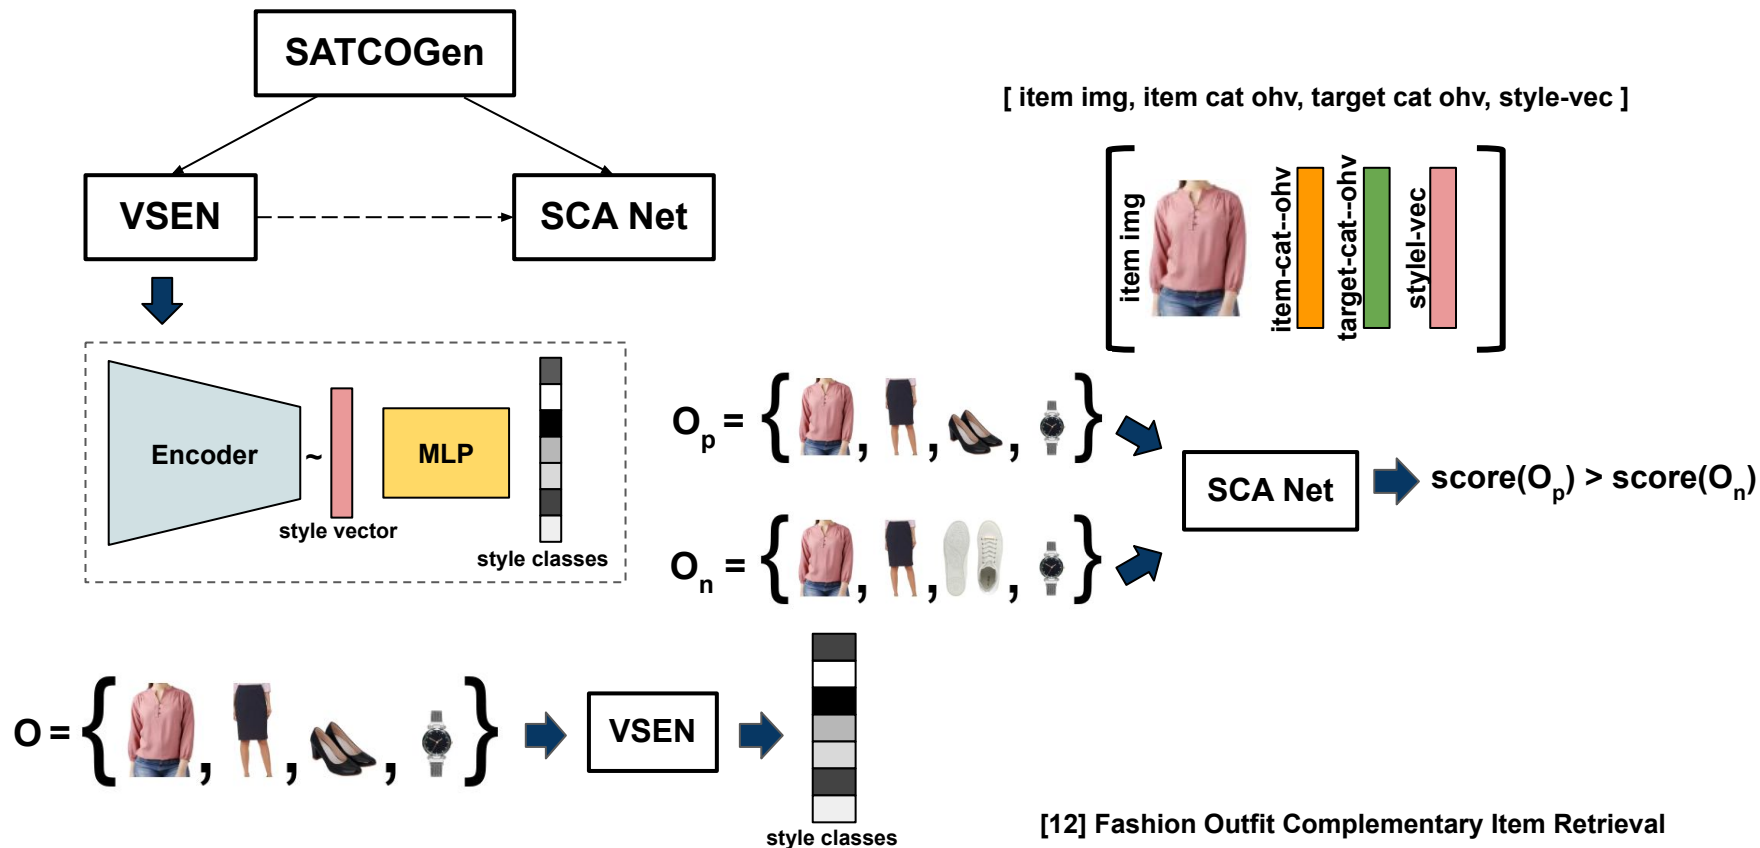 SATCOGen
[ item img, item cat ohv, target cat ohv, style-vec ]
VSEN
SCA Net
item img
item-cat--ohv
target-cat--ohv
stylel-vec
Encoder
~
style vector
MLP
style classes
Op = { , , , }
On = { , , , }
SCA Net
score(Op) > score(On)
O = { , , , }
VSEN
style classes
[12] Fashion Outfit Complementary Item Retrieval